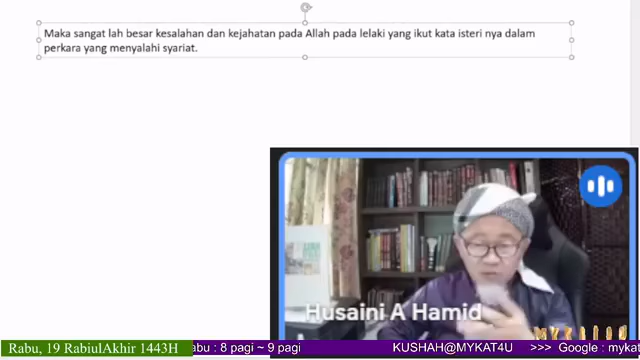 Maka sangat lah besar kesalahan dan kejahatan pada Allah pada lelaki yang ikut kata isteri nya dalam
perkara yang menyalahi syariat.
Husaini A Hamid
Rabu, 19 RabiulAkhir 1443H abu : 8 pagi ~ 9 pagi KUSHAH@MYKAT4U >>> Google : mykat